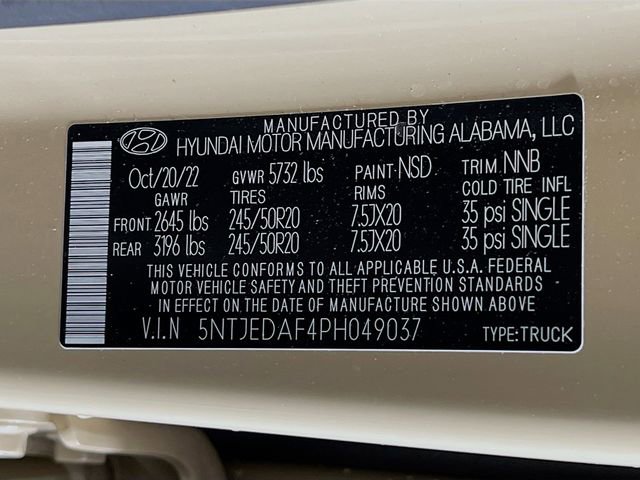 MANUFACTURED BY
HYUNDAI MOTOR MANUFACTURING ALABAMA, LLC
Oct/20/22 GVWR 5732 lbs PAINT NSD TRIM NNB
GAWR TIRES RIMS COLD TIRE INFL
FRONT 2645 lbs 245/50R20 7.5JX20 35 psi SINGLE
REAR 3196 lbs 245/50R20 7.5JX20 35 psi SINGLE
THIS VEHICLE CONFORMS TO ALL APPLICABLE U.S.A. FEDERAL
MOTOR VEHICLE SAFETY AND THEFT PREVENTION STANDARDS
IN EFFECT ON THE DATE OF MANUFACTURE SHOWN ABOVE
V.I.N 5NTJEDAF4PH049037 TYPE:TRUCK